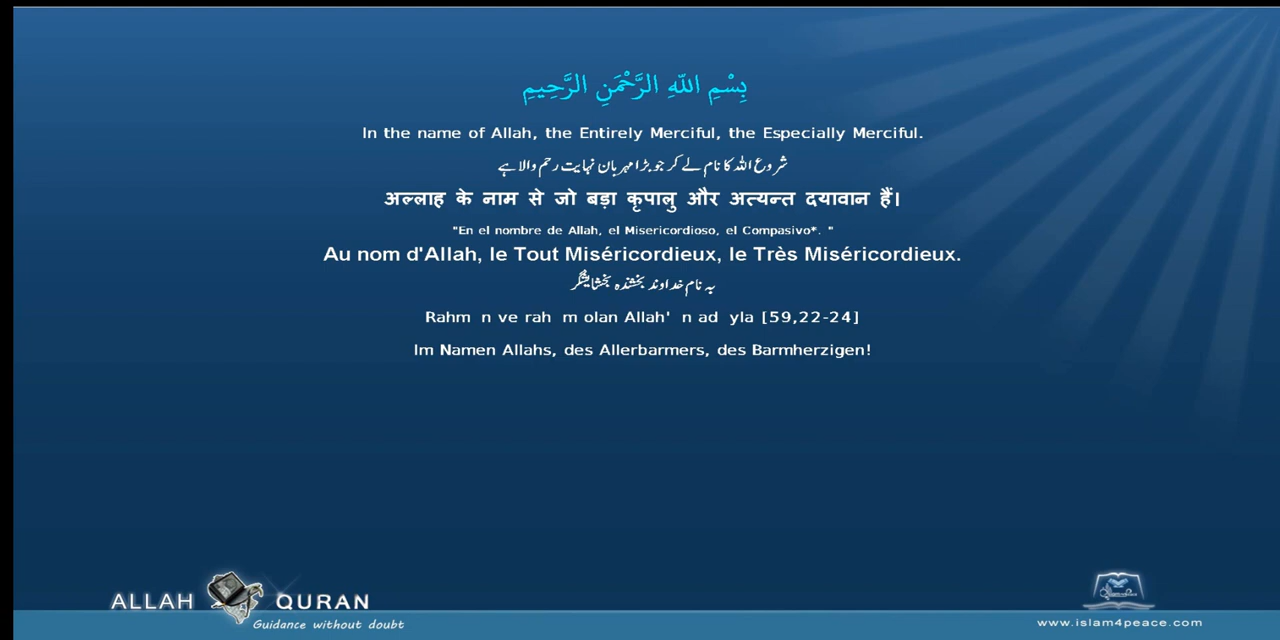 بِسْمِ اللَّهِ الرَّحْمَنِ الرَّحِيمِ
In the name of Allah, the Entirely Merciful, the Especially Merciful.
شروع الله کا نام لے کر جو بڑا مہربان نہایت رحم والا ہے
अल्लाह के नाम से जो बड़ा कृपालु और अत्यन्त दयावान हैं।
"En el nombre de Allah, el Misericordioso, el Compasivo*. "
Au nom d'Allah, le Tout Miséricordieux, le Très Miséricordieux.
به نام خداوند بخشنده بخشایشگر
Rahm n ve rah m olan Allah' n ad yla [59,22-24]
Im Namen Allahs, des Allerbarmers, des Barmherzigen!
ALLAH QURAN
Guidance without doubt
www.islam4peace.com